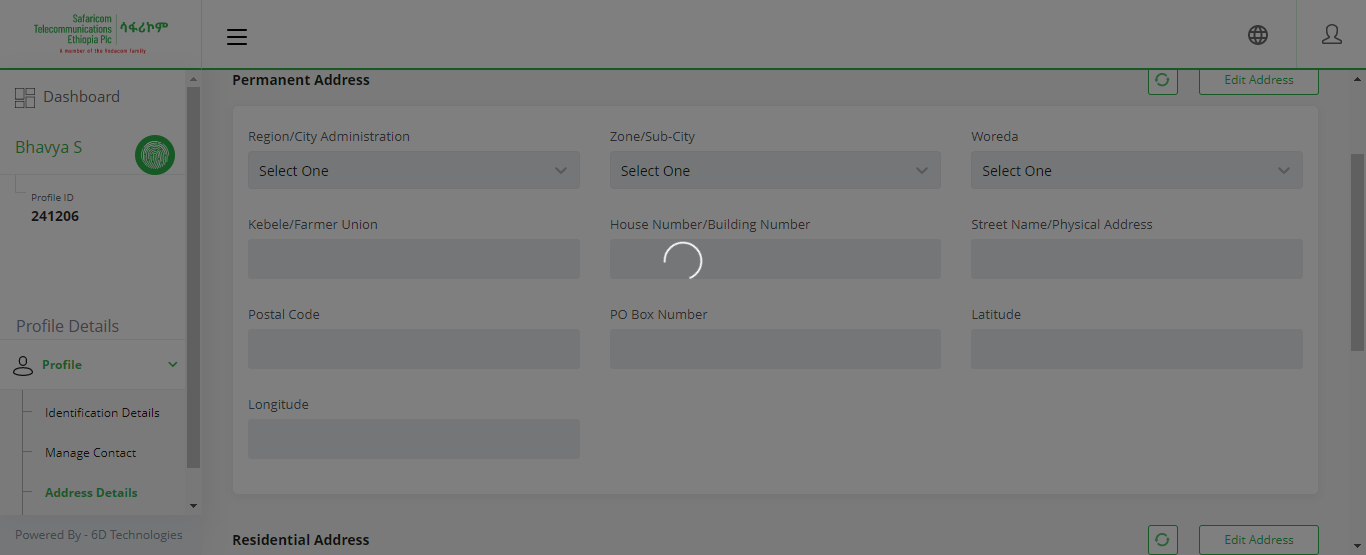 Safaricom
Telecommunications
Ethiopia Plc
ሳፋሪኮም
A member of the Vodacom family
Dashboard
Bhavya S
Profile ID
241206
Profile Details
Profile
Identification Details
Manage Contact
Address Details
Powered By - 6D Technologies
Permanent Address
Edit Address
Region/City Administration
Zone/Sub-City
Woreda
Select One
Select One
Select One
Kebele/Farmer Union
House Number/Building Number
Street Name/Physical Address
Postal Code
PO Box Number
Latitude
Longitude
Residential Address
Edit Address